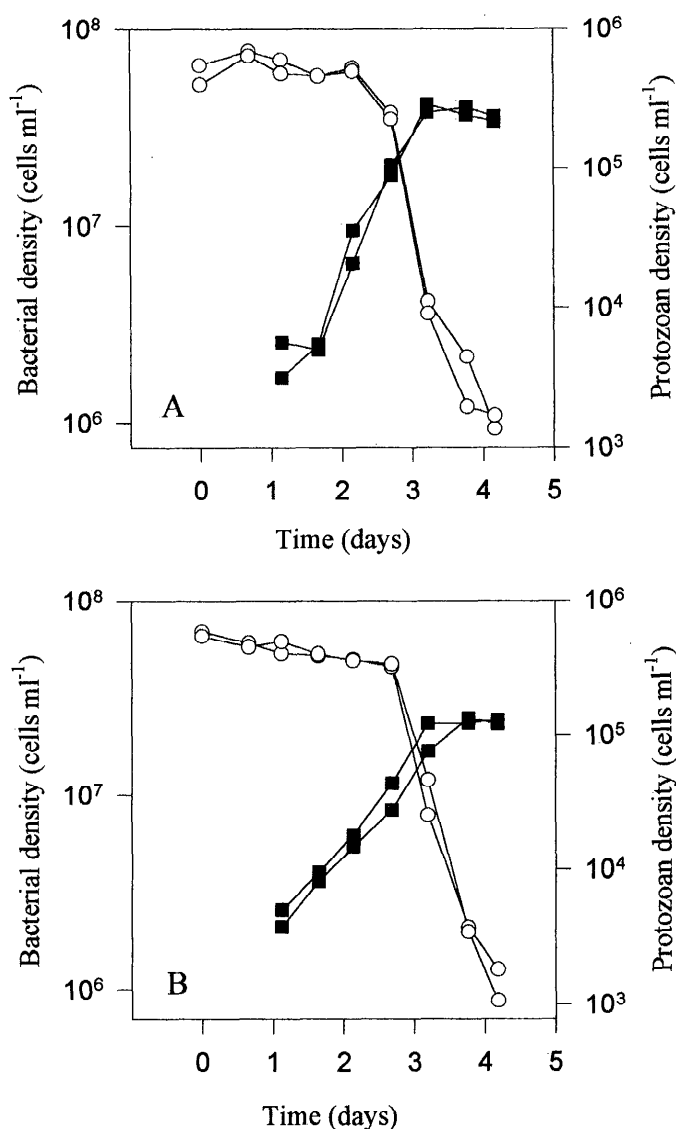 10⁸
10⁷
10⁶
Bacterial density (cells ml⁻¹)
10⁶
10⁵
10⁴
10³
Protozoan density (cells ml⁻¹)
A
0 1 2 3 4 5
Time (days)
10⁸
10⁷
10⁶
Bacterial density (cells ml⁻¹)
10⁶
10⁵
10⁴
10³
Protozoan density (cells ml⁻¹)
B
0 1 2 3 4 5
Time (days)